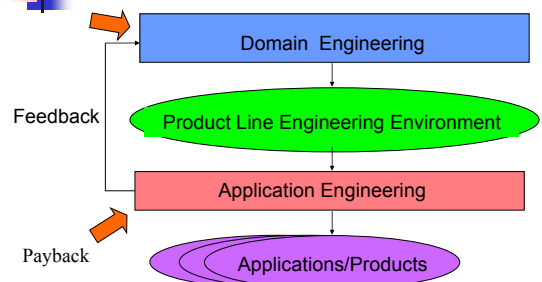 Domain Engineering
Feedback
Product Line Engineering Environment
Application Engineering
Payback
Applications/Products